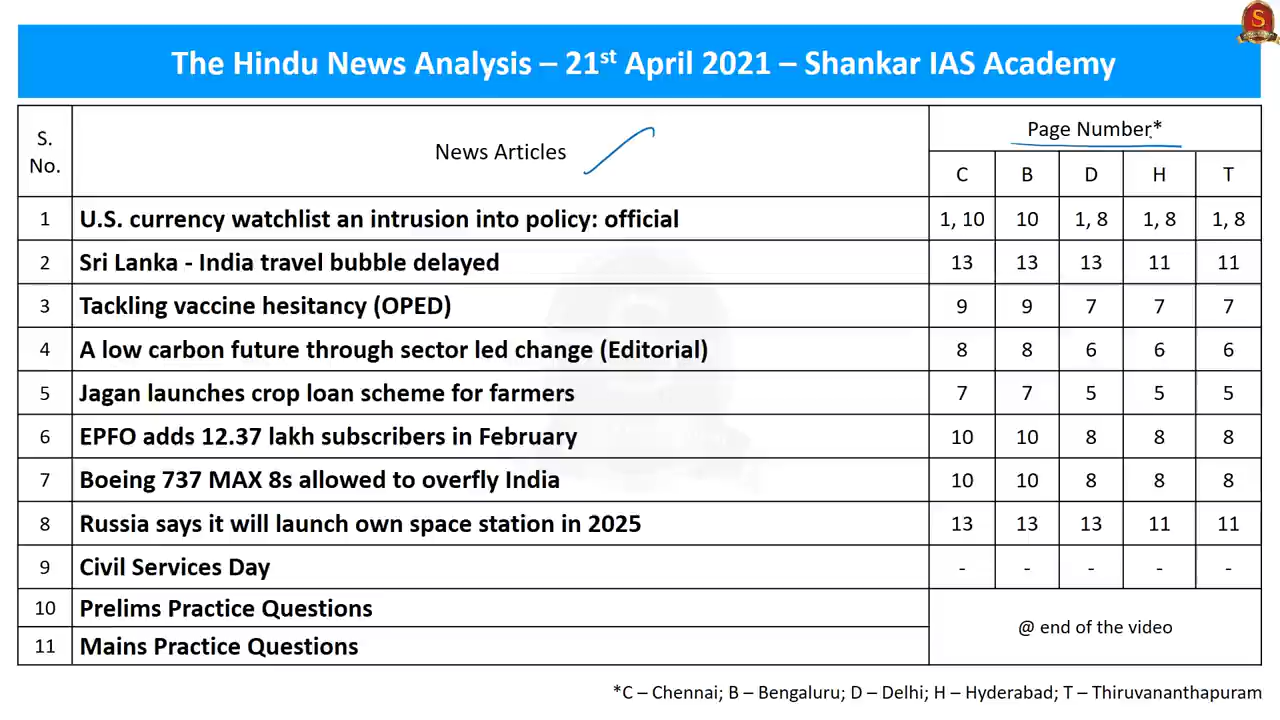 The Hindu News Analysis – 21st April 2021 – Shankar IAS Academy
S. No. News Articles Page Number*
C B D H T
1 U.S. currency watchlist an intrusion into policy: official 1, 10 10 1, 8 1, 8 1, 8
2 Sri Lanka - India travel bubble delayed 13 13 13 11 11
3 Tackling vaccine hesitancy (OPED) 9 9 7 7 7
4 A low carbon future through sector led change (Editorial) 8 8 6 6 6
5 Jagan launches crop loan scheme for farmers 7 7 5 5 5
6 EPFO adds 12.37 lakh subscribers in February 10 10 8 8 8
7 Boeing 737 MAX 8s allowed to overfly India 10 10 8 8 8
8 Russia says it will launch own space station in 2025 13 13 13 11 11
9 Civil Services Day - - - - -
10 Prelims Practice Questions
11 Mains Practice Questions
@ end of the video
*C – Chennai; B – Bengaluru; D – Delhi; H – Hyderabad; T – Thiruvananthapuram